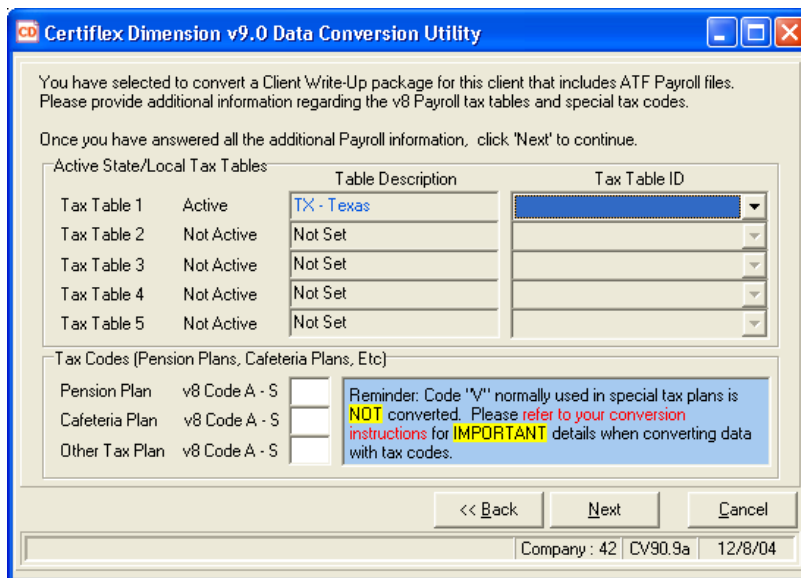 CD Certiflex Dimension v9.0 Data Conversion Utility
You have selected to convert a Client Write-Up package for this client that includes ATF Payroll files.
Please provide additional information regarding the v8 Payroll tax tables and special tax codes.
Once you have answered all the additional Payroll information, click 'Next' to continue.
Active State/Local Tax Tables
Table Description Tax Table ID
Tax Table 1 Active TX - Texas
Tax Table 2 Not Active Not Set
Tax Table 3 Not Active Not Set
Tax Table 4 Not Active Not Set
Tax Table 5 Not Active Not Set
Tax Codes (Pension Plans, Cafeteria Plans, Etc)
Pension Plan v8 Code A - S
Cafeteria Plan v8 Code A - S
Other Tax Plan v8 Code A - S
Reminder: Code "V" normally used in special tax plans is
NOT converted. Please refer to your conversion
instructions for IMPORTANT details when converting data
with tax codes.
<< Back Next Cancel
Company : 42 CV90.9a 12/8/04